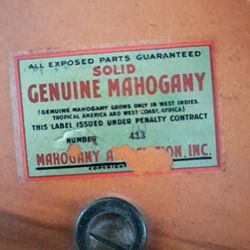 ALL EXPOSED PARTS GUARANTEED
SOLID
GENUINE MAHOGANY
(GENUINE MAHOGANY GROWS ONLY IN WEST INDIES,
TROPICAL AMERICA AND WEST COAST, AFRICA)
THIS LABEL ISSUED UNDER PENALTY CONTRACT
NUMBER 413
MAHOGANY A TION, INC.
COPYRIGHT